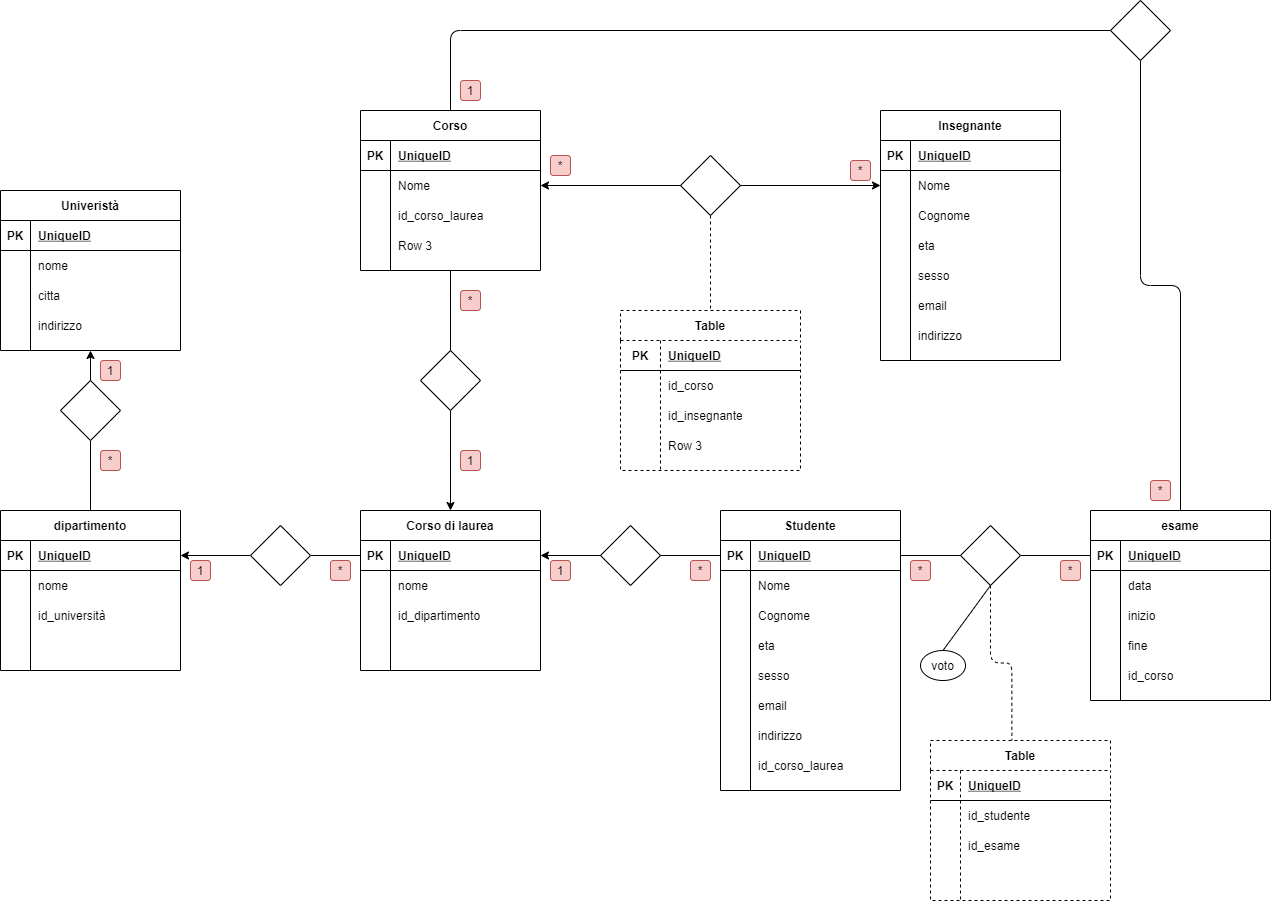 1
Corso
PK UniqueID
Nome
id_corso_laurea
Row 3
*
*
Insegnante
PK UniqueID
Nome
Cognome
eta
sesso
email
indirizzo
Univeristà
PK UniqueID
nome
citta
indirizzo
*
1
Table
PK UniqueID
id_corso
id_insegnante
Row 3
1
*
dipartimento
PK UniqueID
nome
id_università
1
*
Corso di laurea
PK UniqueID
nome
id_dipartimento
1
*
Studente
PK UniqueID
Nome
Cognome
eta
sesso
email
indirizzo
id_corso_laurea
*
*
voto
*
esame
PK UniqueID
data
inizio
fine
id_corso
Table
PK UniqueID
id_studente
id_esame